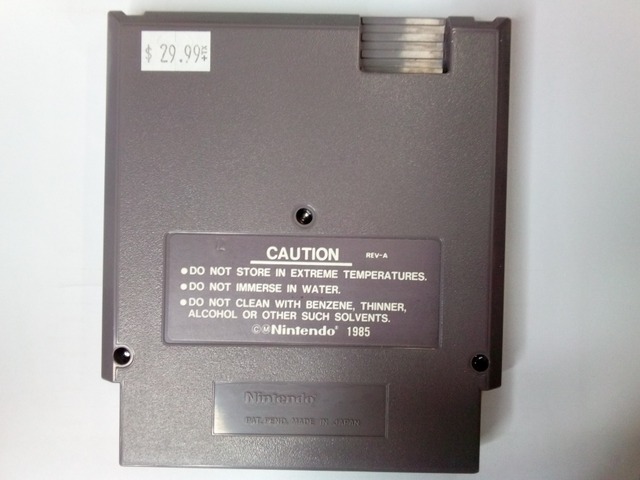 $ 29.99 +TX
CAUTION REV-A
●DO NOT STORE IN EXTREME TEMPERATURES.
●DO NOT IMMERSE IN WATER.
●DO NOT CLEAN WITH BENZENE, THINNER,
ALCOHOL OR OTHER SUCH SOLVENTS.
©Ⓜ Nintendo® 1985
Nintendo®
PAT. PEND. MADE IN JAPAN